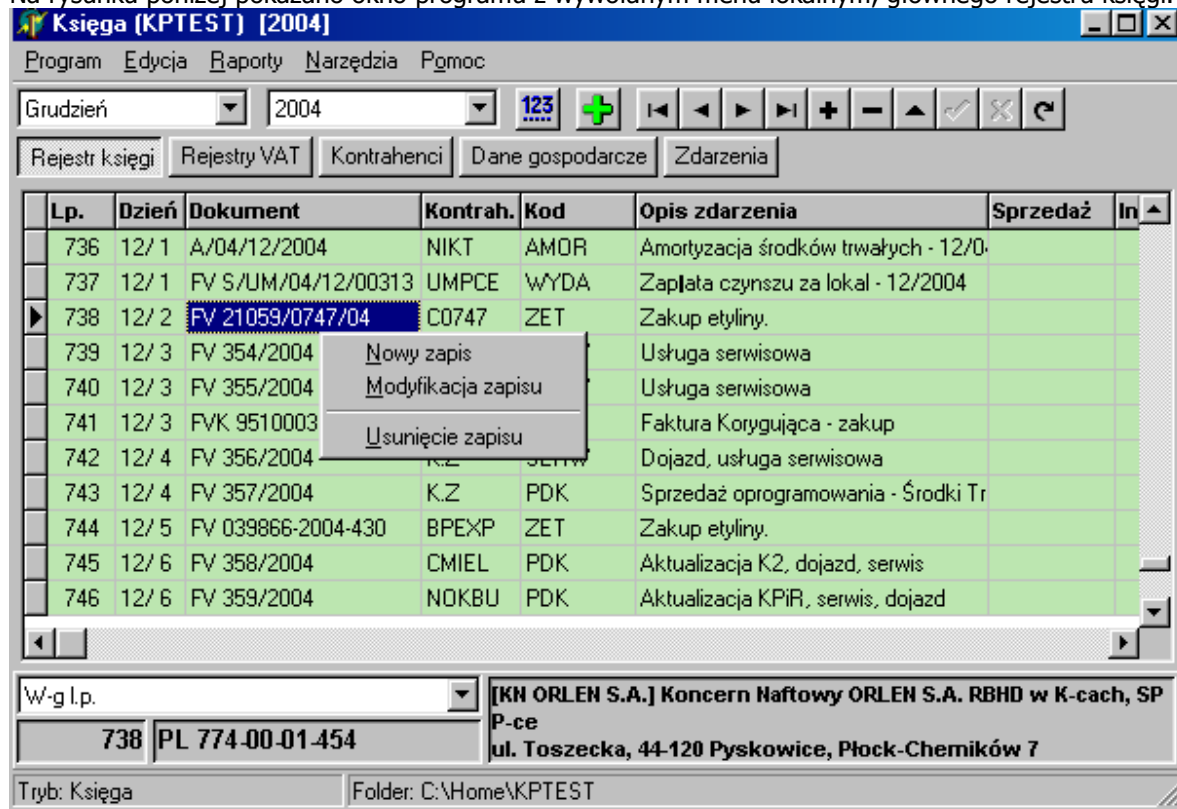 Na rysunku poniżej pokazano okno programu z wywołanym menu lokalnym, głównego rejestru księgi.
Księga (KPTEST) [2004]
Program Edycja Raporty Narzędzia Pomoc
Grudzień 2004 123
Rejestr księgi Rejestry VAT Kontrahenci Dane gospodarcze Zdarzenia
Lp. Dzień Dokument Kontrah. Kod Opis zdarzenia Sprzedaż In
736 12/ 1 A/04/12/2004 NIKT AMOR Amortyzacja środków trwałych - 12/0
737 12/ 1 FV S/UM/04/12/00313 UMPCE WYDA Zapłata czynszu za lokal - 12/2004
738 12/ 2 FV 21059/0747/04 C0747 ZET Zakup etyliny.
739 12/ 3 FV 354/2004 Usługa serwisowa
Nowy zapis
740 12/ 3 FV 355/2004 Usługa serwisowa
Modyfikacja zapisu
741 12/ 3 FVK 9510003 Faktura Korygująca - zakup
Usunięcie zapisu
742 12/ 4 FV 356/2004 Dojazd, usługa serwisowa
743 12/ 4 FV 357/2004 K.Z PDK Sprzedaż oprogramowania - Środki Tr
744 12/ 5 FV 039866-2004-430 BPEXP ZET Zakup etyliny.
745 12/ 6 FV 358/2004 CMIEL PDK Aktualizacja K2, dojazd, serwis
746 12/ 6 FV 359/2004 NOKBU PDK Aktualizacja KPiR, serwis, dojazd
W-g l.p.
738 PL 774-00-01-454
[KN ORLEN S.A.] Koncern Naftowy ORLEN S.A. RBHD w K-cach, SP
P-ce
ul. Toszecka, 44-120 Pyskowice, Płock-Chemików 7
Tryb: Księga Folder: C:\Home\KPTEST